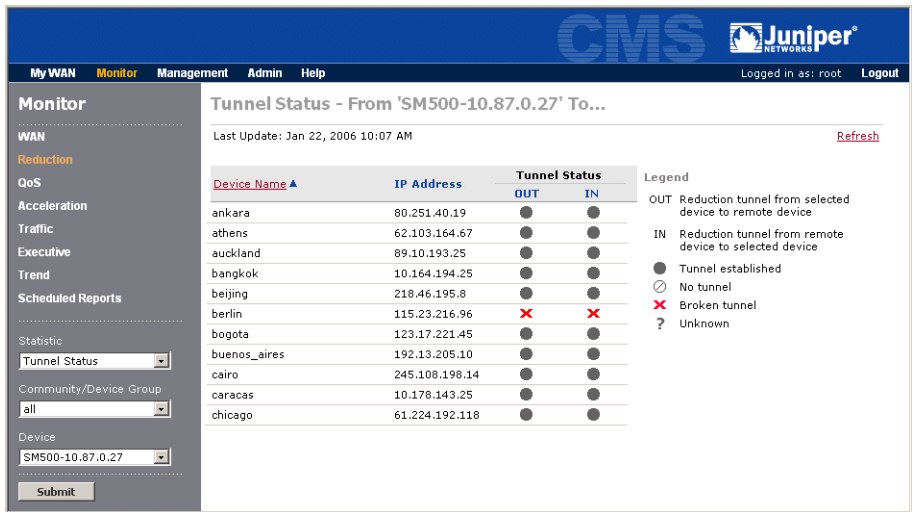 CMS
Juniper®
NETWORKS
My WAN Monitor Management Admin Help Logged in as: root Logout
Monitor
WAN
Reduction
QoS
Acceleration
Traffic
Executive
Trend
Scheduled Reports
Statistic
Tunnel Status
Community/Device Group
all
Device
SM500-10.87.0.27
Submit
Tunnel Status - From 'SM500-10.87.0.27' To...
Last Update: Jan 22, 2006 10:07 AM Refresh
Device Name IP Address Tunnel Status
OUT IN
ankara 80.251.40.19
athens 62.103.164.67
auckland 89.10.193.25
bangkok 10.164.194.25
beijing 218.46.195.8
berlin 115.23.216.96
bogota 123.17.221.45
buenos_aires 192.13.205.10
cairo 245.108.198.14
caracas 10.178.143.25
chicago 61.224.192.118
Legend
OUT Reduction tunnel from selected
device to remote device
IN Reduction tunnel from remote
device to selected device
Tunnel established
No tunnel
Broken tunnel
? Unknown